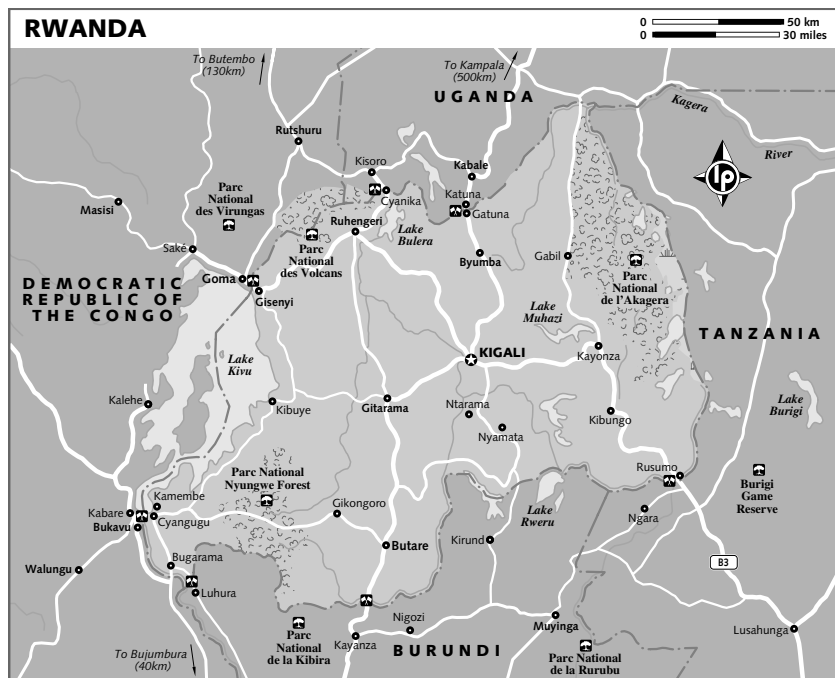 RWANDA
0 50 km
0 30 miles
To Butembo
(130km)
To Kampala
(500km)
UGANDA
Kagera
River
lp
Rutshuru
Kisoro
Kabale
Cyanika
Katuna
Gatuna
Masisi
Parc
National
des Virungas
Ruhengeri
Lake
Bulera
Parc
National
des Volcans
Saké
Byumba
Gabil
Parc
National
de l'Akagera
Goma
Gisenyi
DEMOCRATIC
REPUBLIC OF
THE CONGO
Lake
Muhazi
TANZANIA
Lake
Kivu
KIGALI
Kayonza
Kalehe
Kibuye
Gitarama
Ntarama
Nyamata
Kibungo
Lake
Burigi
Parc National
Nyungwe Forest
Rusumo
Burigi
Game
Reserve
Kamembe
Kabare
Cyangugu
Bukavu
Gikongoro
Lake
Rweru
Ngara
Butare
Kirund
Bugarama
Walungu
Luhura
B3
Nigozi
Muyinga
Lusahunga
Parc
National
de la Kibira
Kayanza
BURUNDI
Parc National
de la Rurubu
To Bujumbura
(40km)